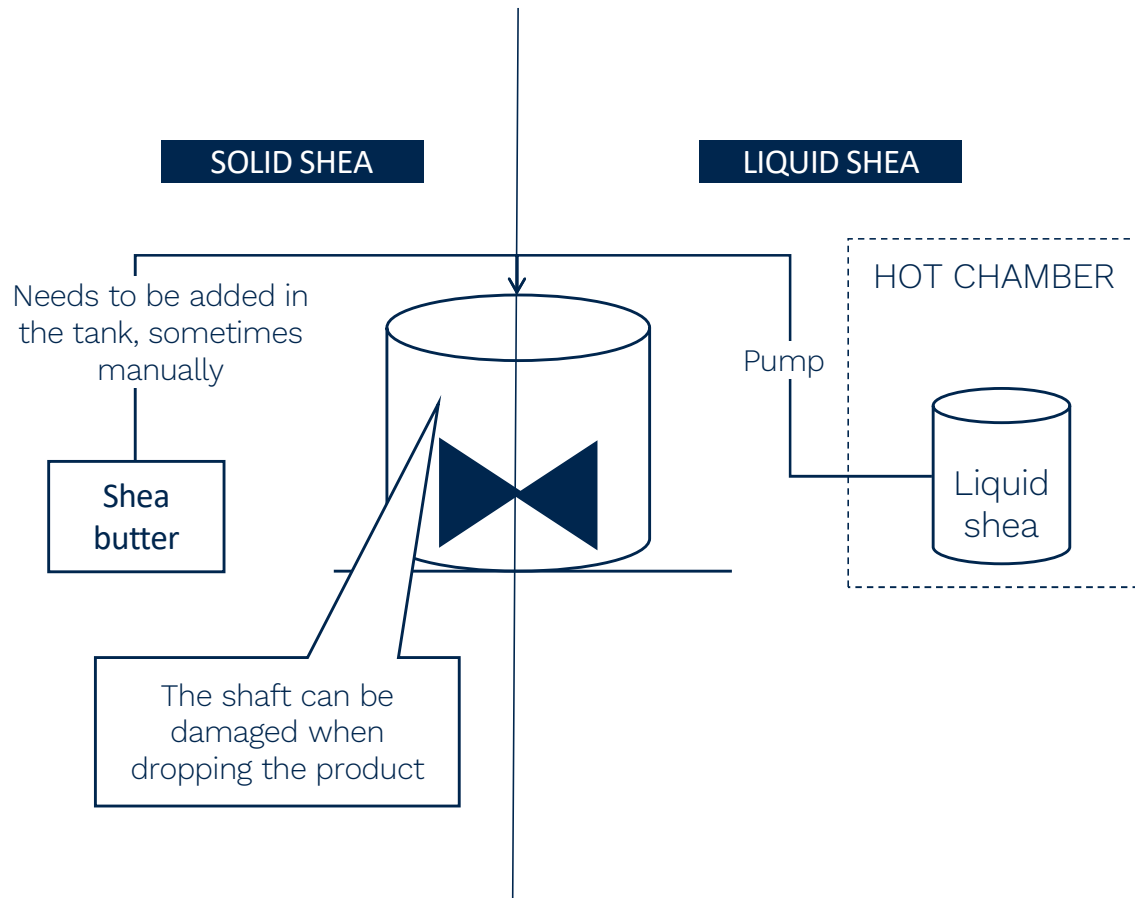 SOLID SHEA
LIQUID SHEA
Needs to be added in
the tank, sometimes
manually
Shea
butter
The shaft can be
damaged when
dropping the product
HOT CHAMBER
Pump
Liquid
shea